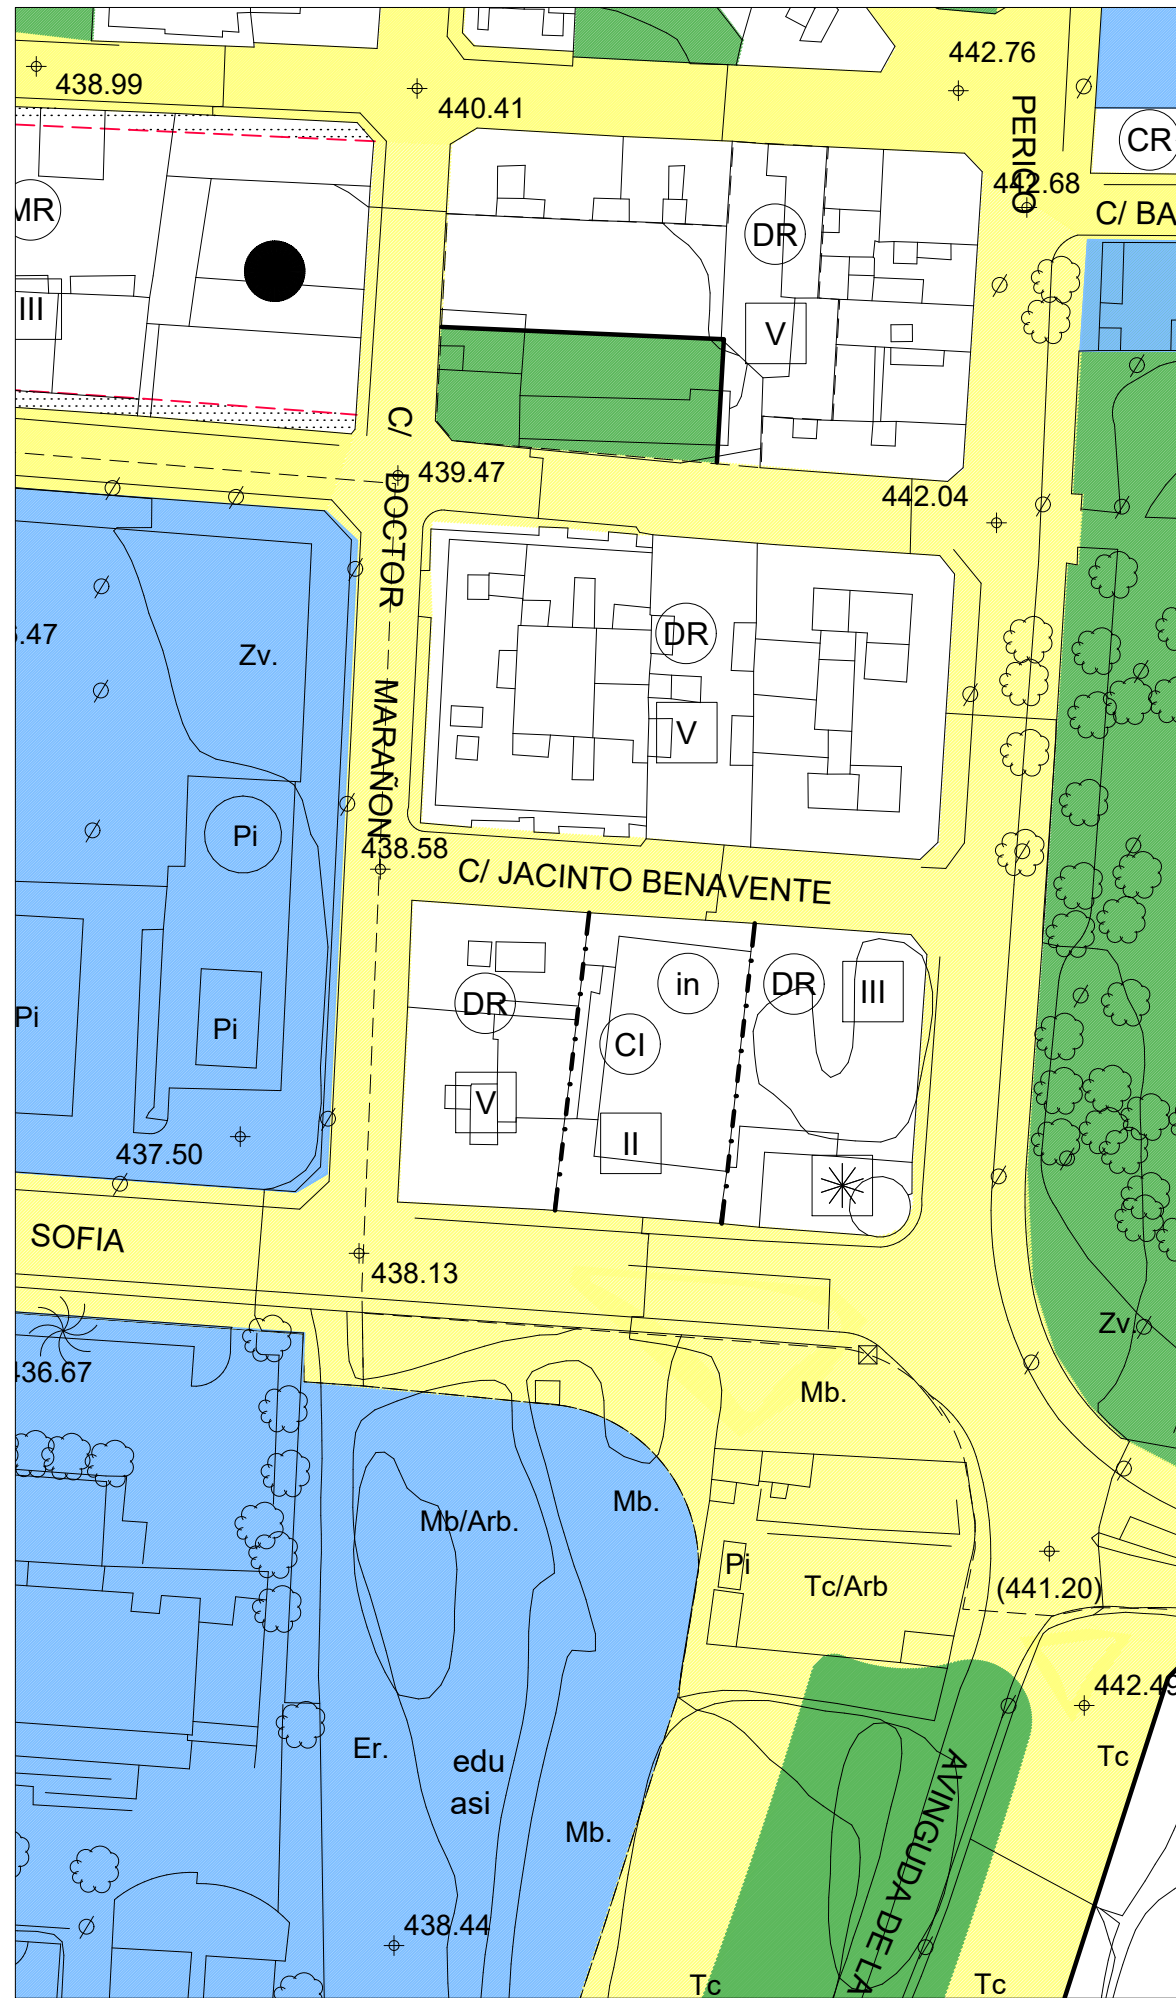 442.76
438.99
440.41
PERICO
CR
442.68
MR
C/ BA
DR
III
V
C/ DOCTOR MARAÑON
439.47
442.04
.47
DR
Zv.
V
Pi
438.58
C/ JACINTO BENAVENTE
in
DR
III
DR
Pi
Pi
CI
V
II
437.50
SOFIA
438.13
Zv.
436.67
Mb.
Mb/Arb.
Mb.
Pi
Tc/Arb
(441.20)
442.49
Er.
edu
asi
Tc
AVINGUDA DE LA
Mb.
438.44
Tc
Tc